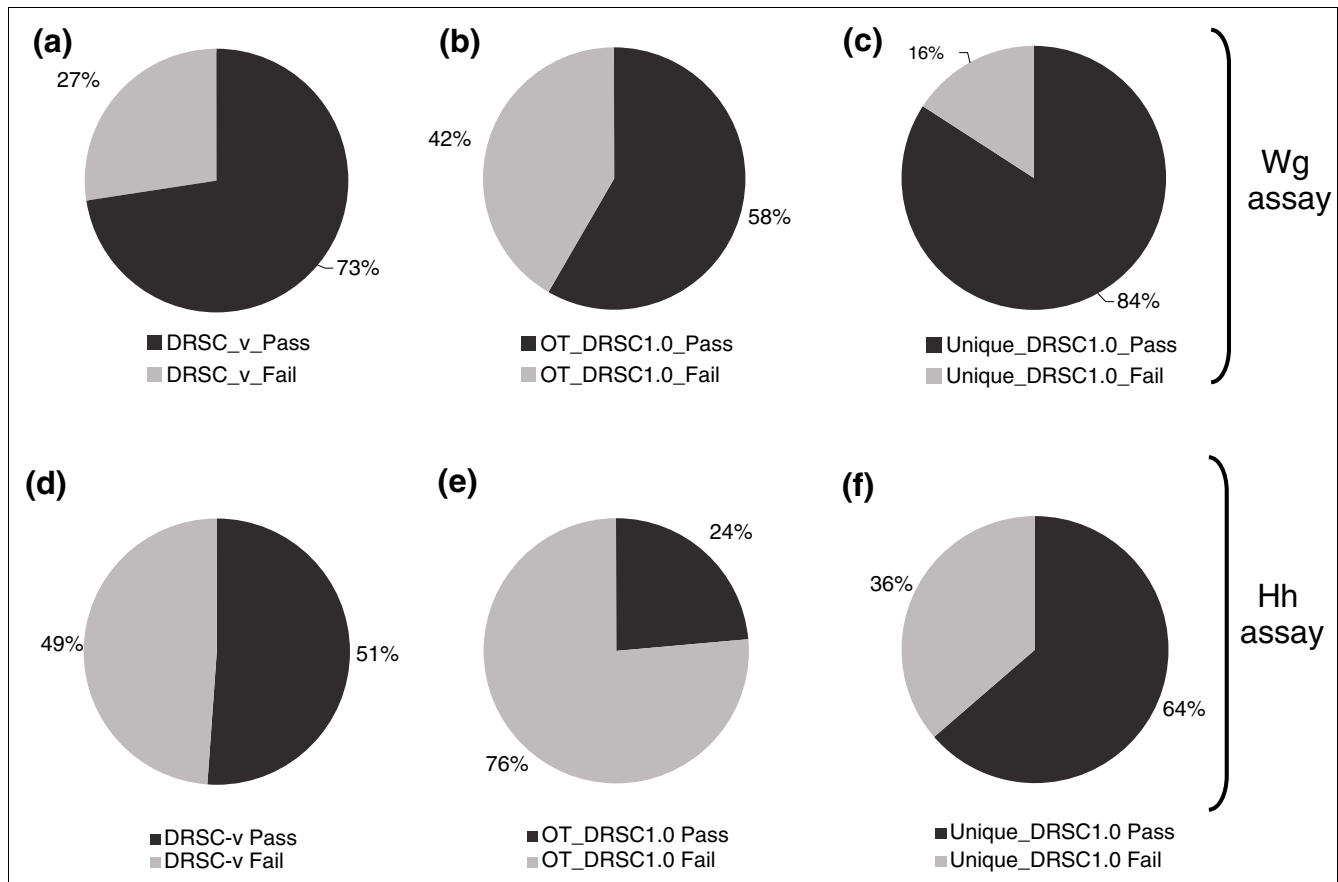 (a)
27%
73%
DRSC_v_Pass
DRSC_v_Fail
(b)
42%
58%
OT_DRSC1.0_Pass
OT_DRSC1.0_Fail
(c)
16%
84%
Unique_DRSC1.0_Pass
Unique_DRSC1.0_Fail
Wg
assay
(d)
49%
51%
DRSC-v Pass
DRSC-v Fail
(e)
24%
76%
OT_DRSC1.0 Pass
OT_DRSC1.0 Fail
(f)
36%
64%
Unique_DRSC1.0 Pass
Unique_DRSC1.0 Fail
Hh
assay